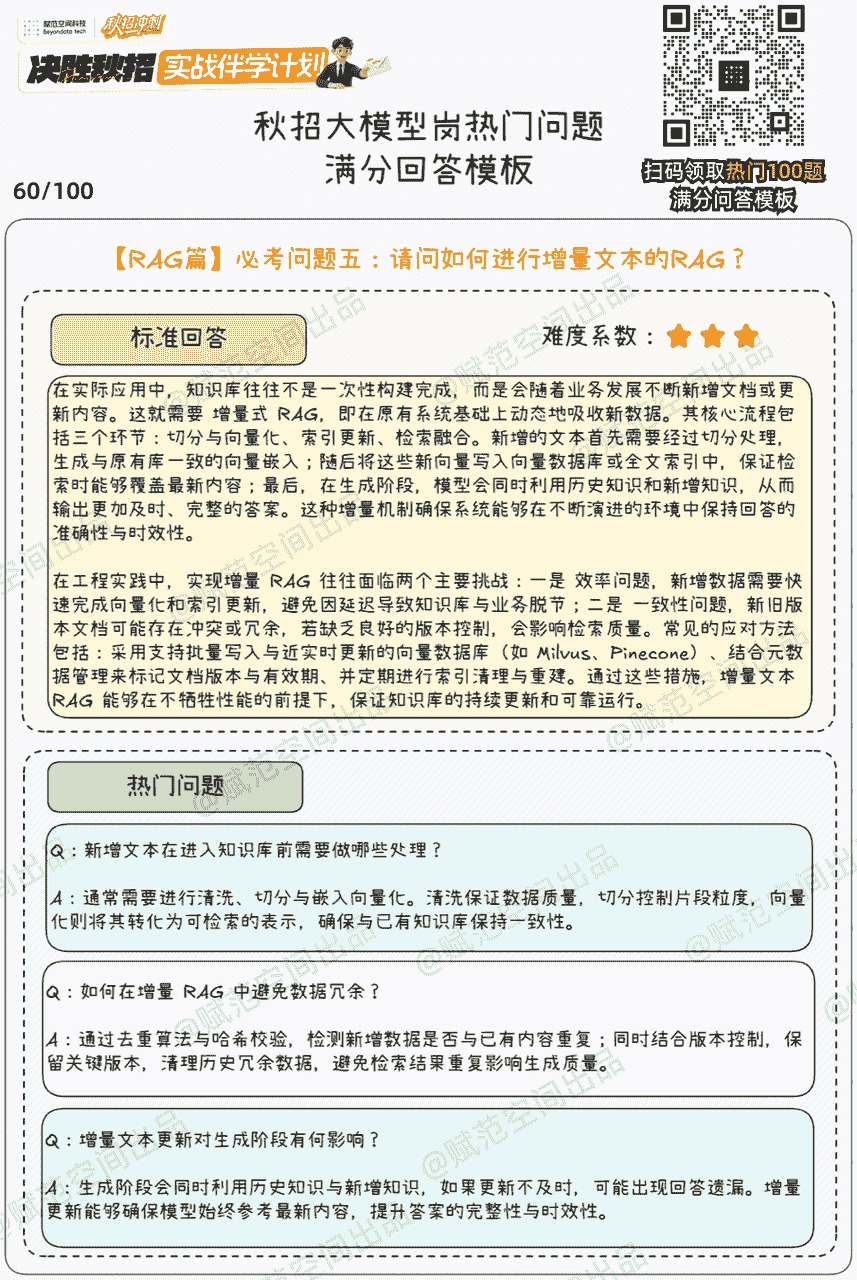 赋范空间科技
Beyondata tech
秋招冲刺
决胜秋招 实战伴学计划
秋招大模型岗热门问题
满分回答模板
扫码领取热门100题
满分问答模板
60/100
【RAG篇】必考问题五：请问如何进行增量文本的RAG？
标准回答
难度系数：
在实际应用中，知识库往往不是一次性构建完成，而是会随着业务发展不断新增文档或更
新内容。这就需要 增量式 RAG，即在原有系统基础上动态地吸收新数据。其核心流程包
括三个环节：切分与向量化、索引更新、检索融合。新增的文本首先需要经过切分处理，
生成与原有库一致的向量嵌入；随后将这些新向量写入向量数据库或全文索引中，保证检
索时能够覆盖最新内容；最后，在生成阶段，模型会同时利用历史知识和新增知识，从而
输出更加及时、完整的答案。这种增量机制确保系统能够在不断演进的环境中保持回答的
准确性与时效性。
在工程实践中，实现增量 RAG 往往面临两个主要挑战：一是 效率问题，新增数据需要快
速完成向量化和索引更新，避免因延迟导致知识库与业务脱节；二是 一致性问题，新旧版
本文档可能存在冲突或冗余，若缺乏良好的版本控制，会影响检索质量。常见的应对方法
包括：采用支持批量写入与近实时更新的向量数据库（如 Milvus、Pinecone）、结合元数
据管理来标记文档版本与有效期、并定期进行索引清理与重建。通过这些措施，增量文本
RAG 能够在不牺牲性能的前提下，保证知识库的持续更新和可靠运行。
热门问题
Q：新增文本在进入知识库前需要做哪些处理？
A：通常需要进行清洗、切分与嵌入向量化。清洗保证数据质量，切分控制片段粒度，向量
化则将其转化为可检索的表示，确保与已有知识库保持一致性。
Q：如何在增量 RAG 中避免数据冗余？
A：通过去重算法与哈希校验，检测新增数据是否与已有内容重复；同时结合版本控制，保
留关键版本，清理历史冗余数据，避免检索结果重复影响生成质量。
Q：增量文本更新对生成阶段有何影响？
A：生成阶段会同时利用历史知识与新增知识，如果更新不及时，可能出现回答遗漏。增量
更新能够确保模型始终参考最新内容，提升答案的完整性与时效性。
@赋范空间出品